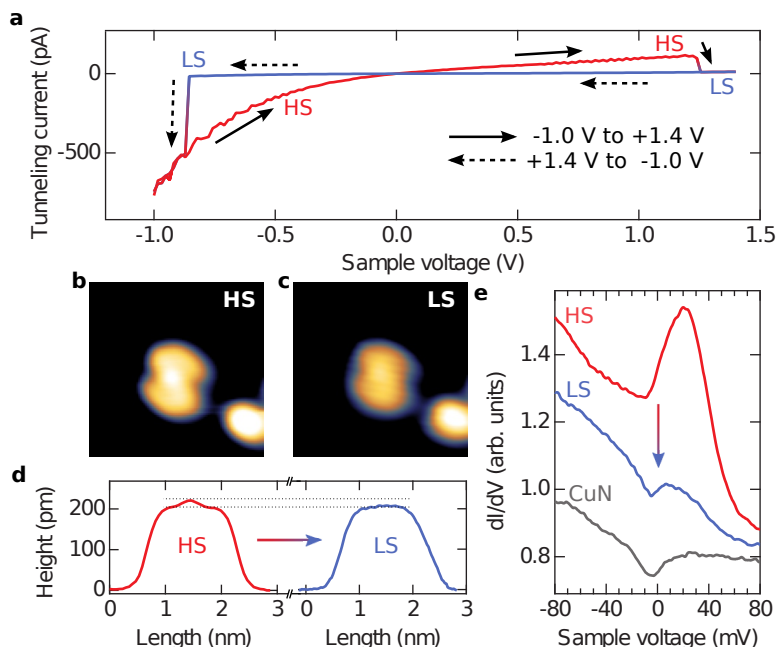 a
Tunneling current (pA)
0
-500
LS
HS
HS
LS
-1.0 V to +1.4 V
+1.4 V to -1.0 V
-1.0 -0.5 0.0 0.5 1.0 1.5
Sample voltage (V)
b
HS
c
LS
d
Height (pm)
200
100
0
HS
LS
0 1 2 3 0 1 2 3
Length (nm) Length (nm)
e
dI/dV (arb. units)
1.4
1.2
1.0
0.8
HS
LS
CuN
-80 -40 0 40 80
Sample voltage (mV)